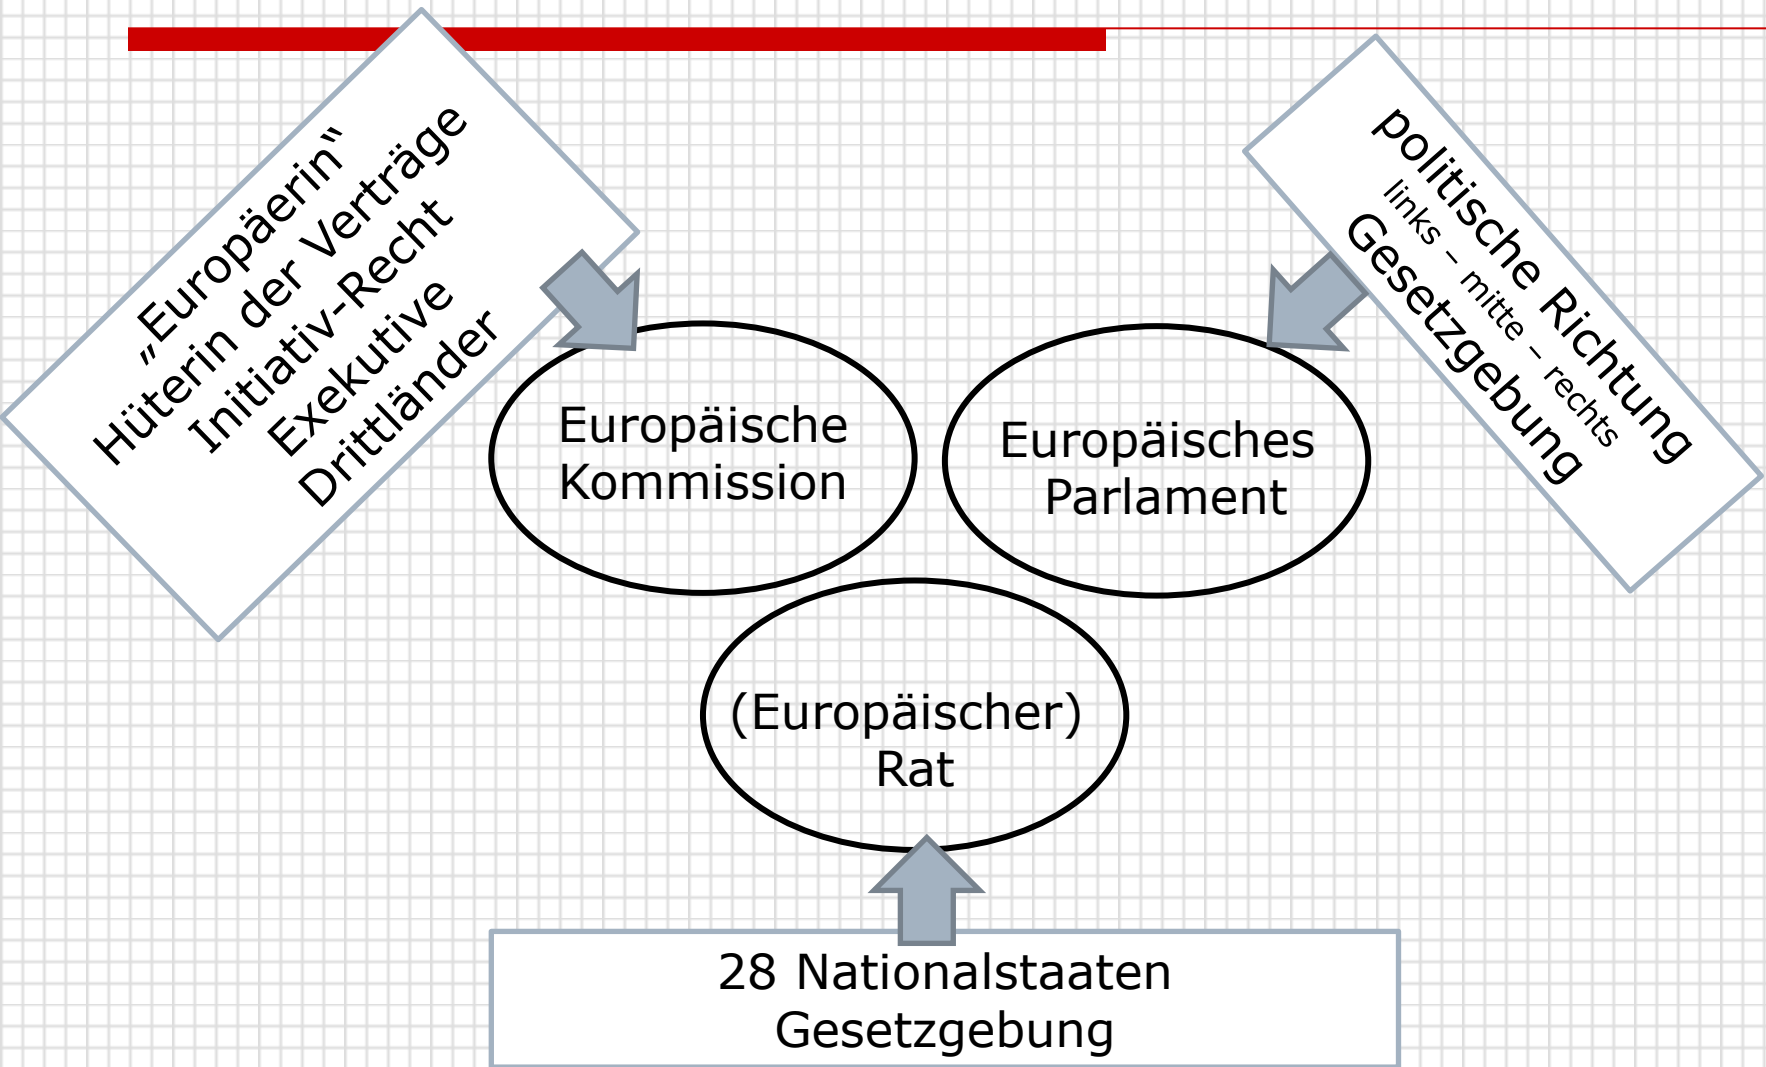 „Europäerin“
Hüterin der Verträge
Initiativ-Recht
Exekutive
Drittländer
politische Richtung
links – mitte – rechts
Gesetzgebung
Europäische
Kommission
Europäisches
Parlament
(Europäischer)
Rat
28 Nationalstaaten
Gesetzgebung